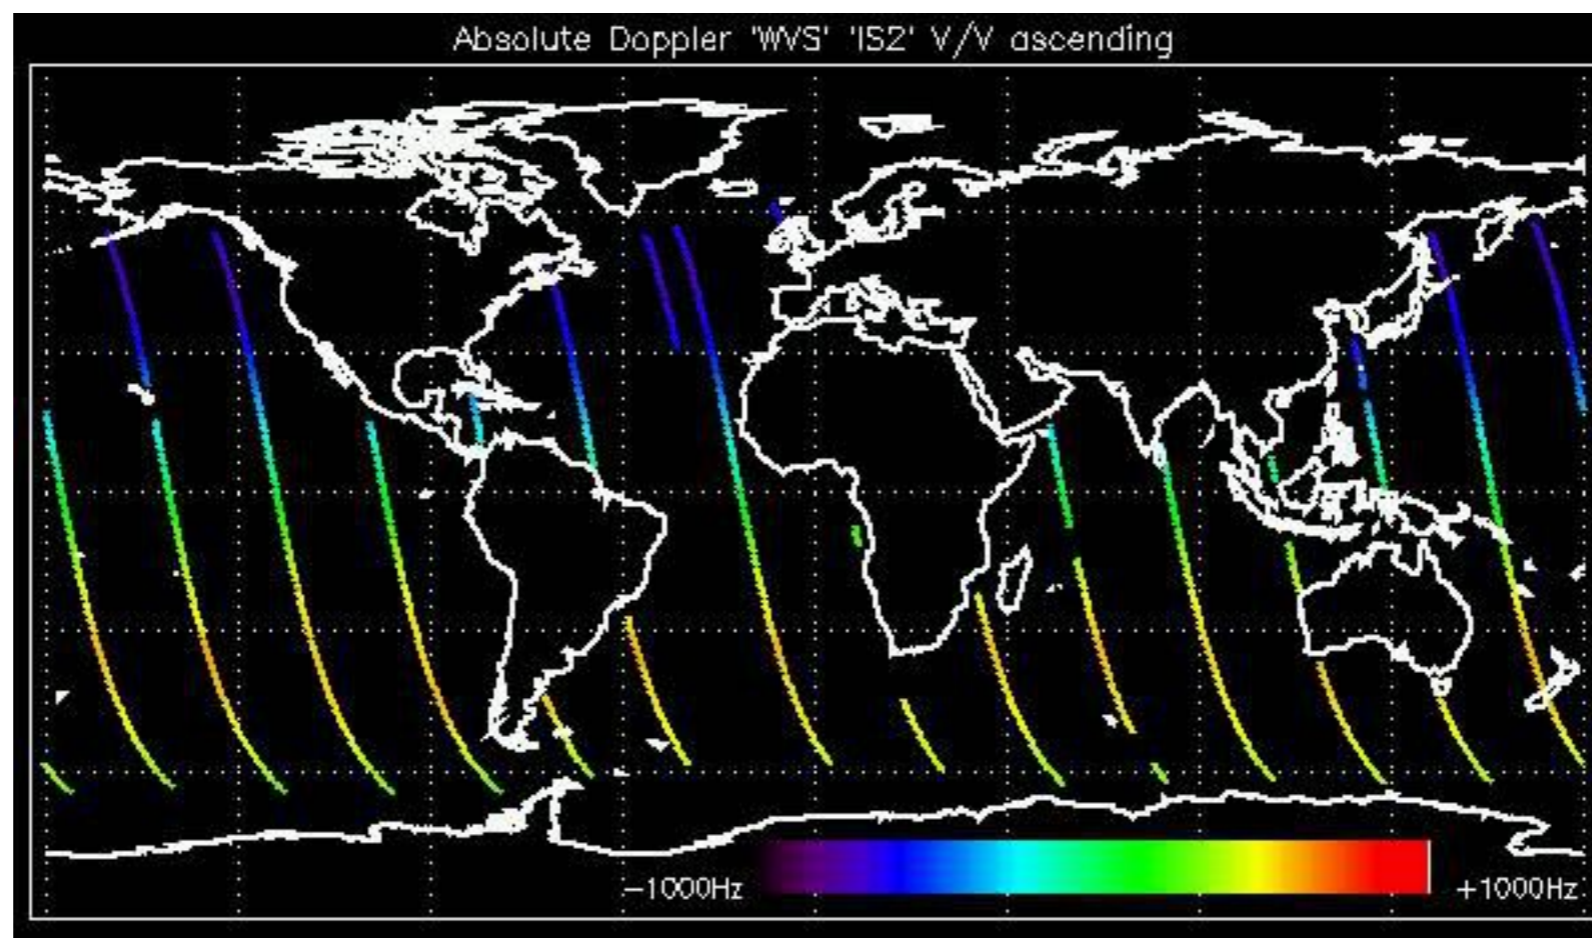 Absolute Doppler 'WVS' 'IS2' V/V ascending
−1000Hz
+1000Hz